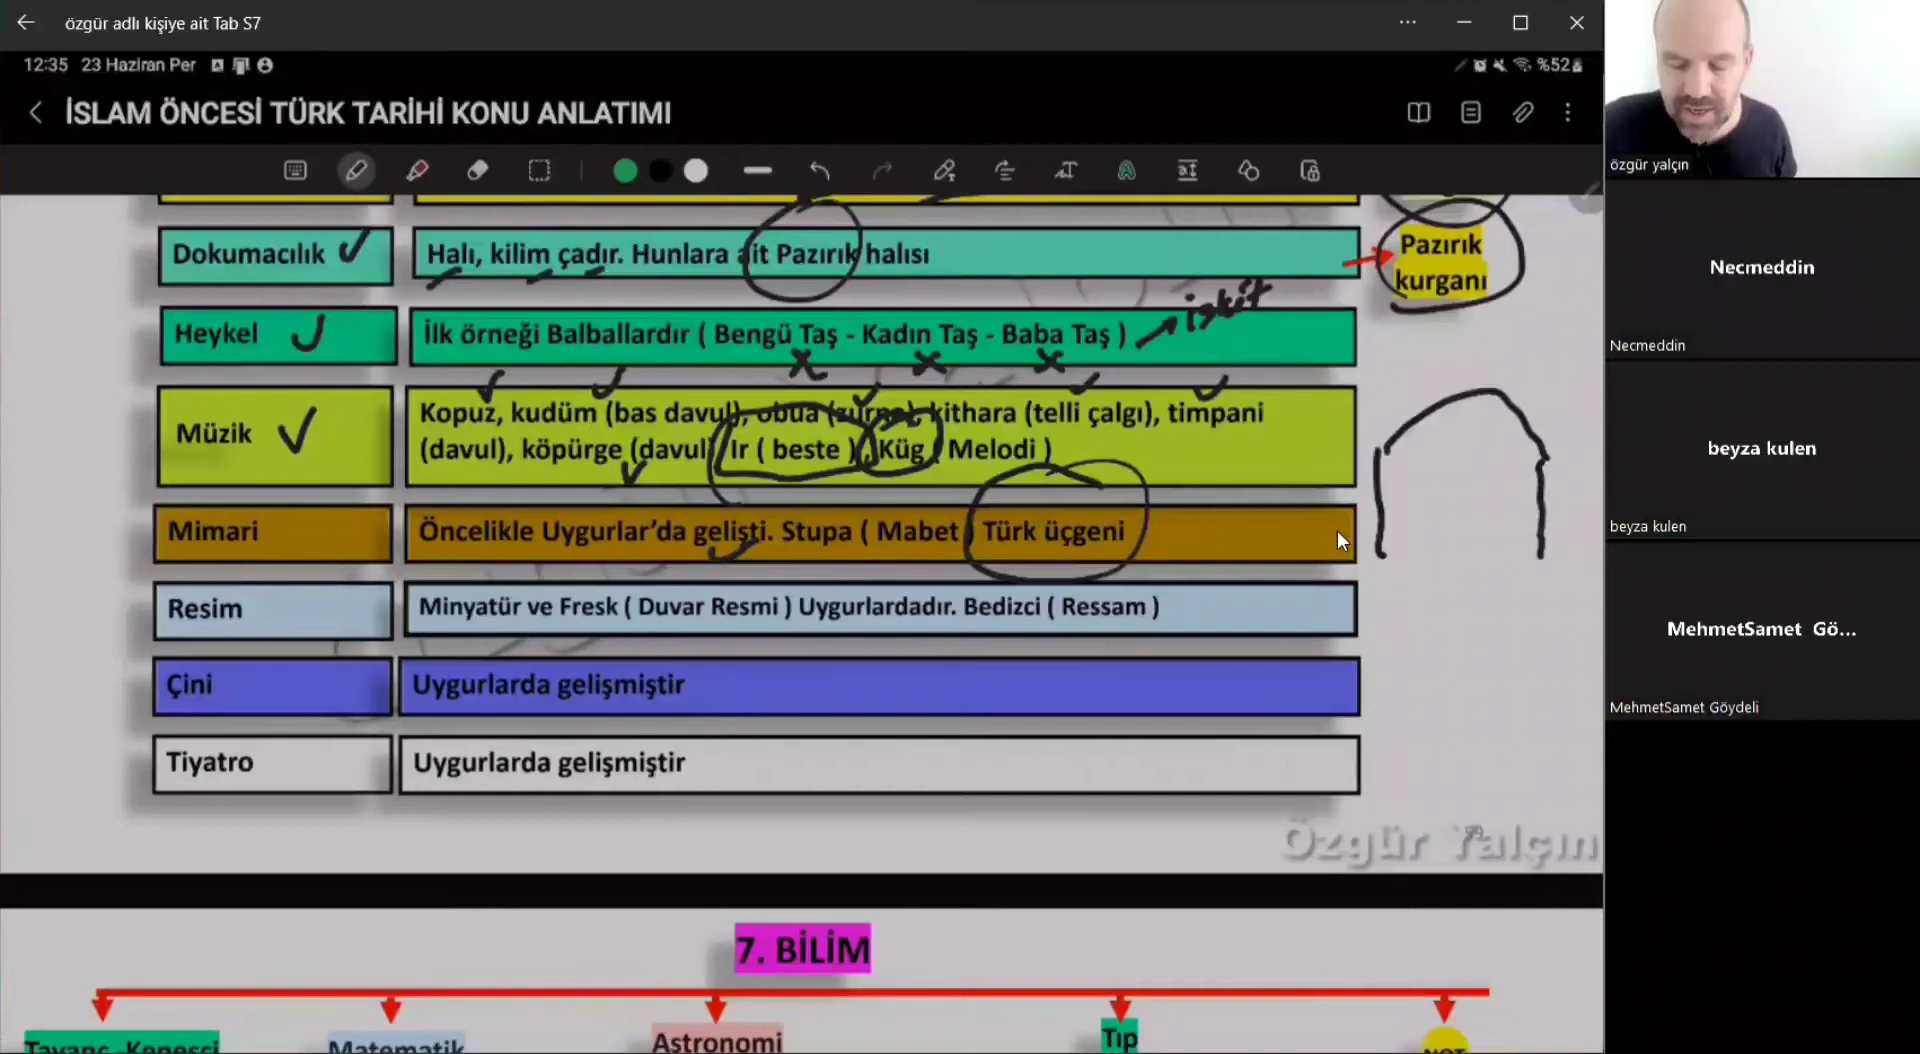 özgür adlı kişiye ait Tab S7
12:35 23 Haziran Per
%52
İSLAM ÖNCESİ TÜRK TARİHİ KONU ANLATIMI
Dokumacılık
Halı, kilim çadır. Hunlara ait Pazırık halısı
Pazırık
kurganı
iskit
Heykel
İlk örneği Balballardır ( Bengü Taş - Kadın Taş - Baba Taş )
Müzik
Kopuz, kudüm (bas davul), obua (zurna), kithara (telli çalgı), timpani
(davul), köpürge (davul) Ir ( beste ) , Küg ( Melodi )
Mimari
Öncelikle Uygurlar’da gelişti. Stupa ( Mabet ) Türk üçgeni
Resim
Minyatür ve Fresk ( Duvar Resmi ) Uygurlardadır. Bedizci ( Ressam )
Çini
Uygurlarda gelişmiştir
Tiyatro
Uygurlarda gelişmiştir
Özgür Yalçın
7. BİLİM
Matematik
Astronomi
Tıp
NOT
özgür yalçın
Necmeddin
Necmeddin
beyza kulen
beyza kulen
MehmetSamet Gö...
MehmetSamet Göydeli